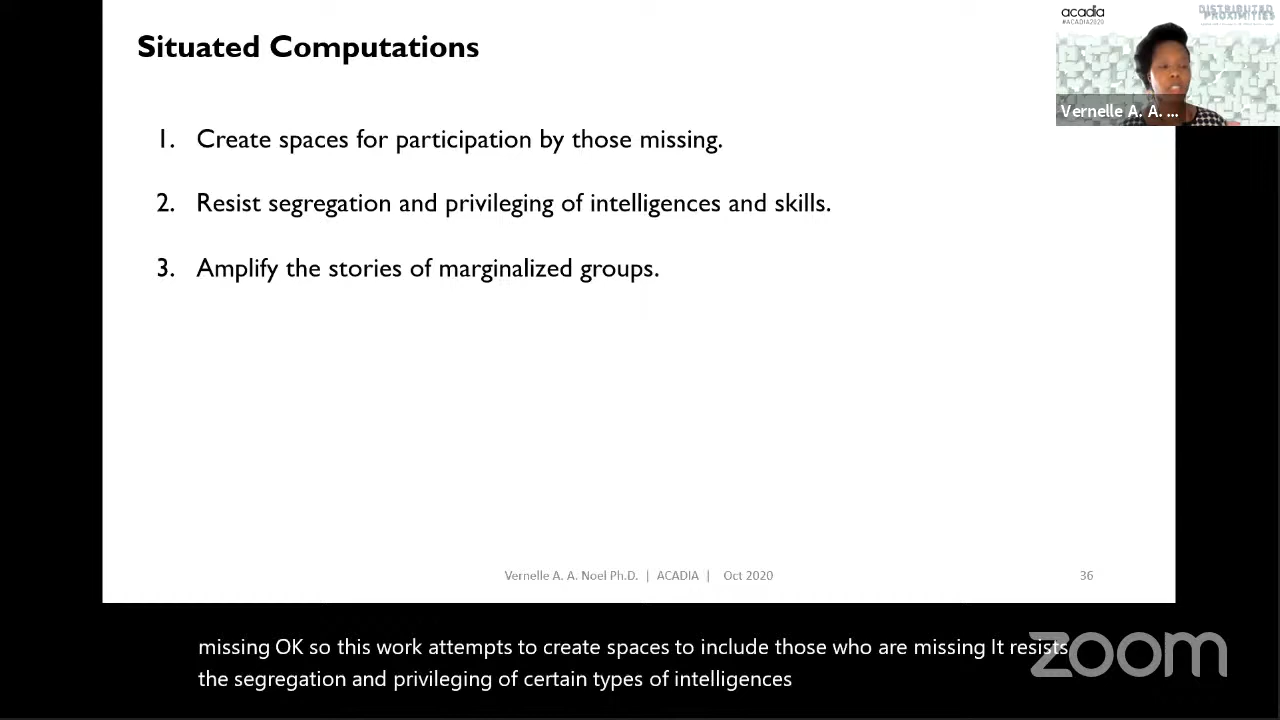 Situated Computations
acadia
#ACADIA2020
DISTRIBUTED
PROXIMITIES
Vernelle A. A. ...
1. Create spaces for participation by those missing.
2. Resist segregation and privileging of intelligences and skills.
3. Amplify the stories of marginalized groups.
Vernelle A. A. Noel Ph.D. | ACADIA | Oct 2020
36
missing OK so this work attempts to create spaces to include those who are missing It resists
the segregation and privileging of certain types of intelligences
zoom